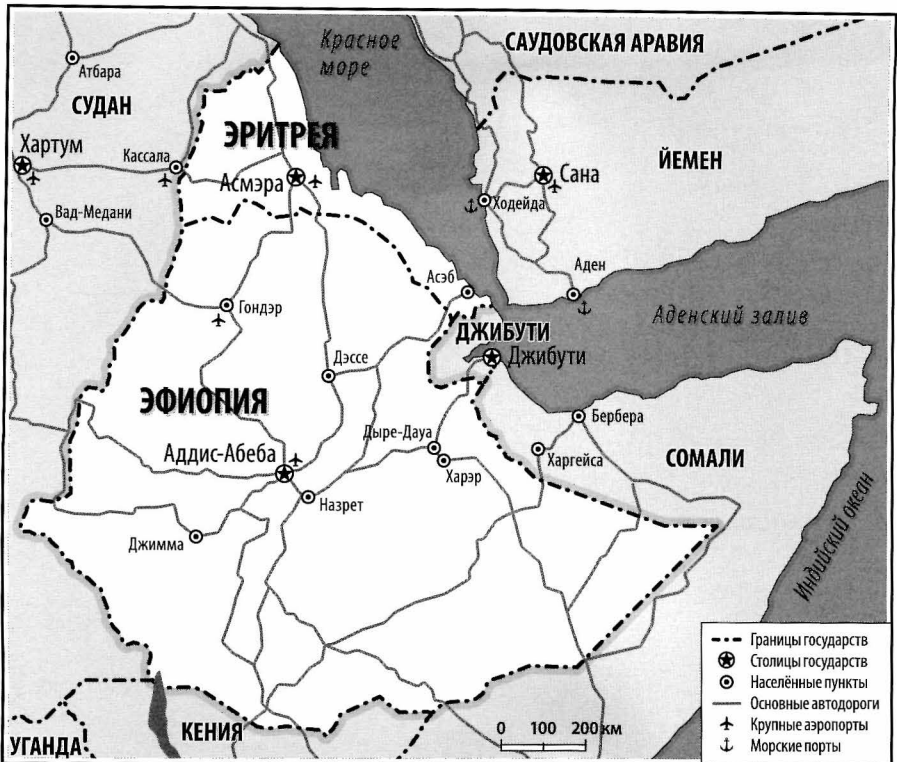 Красное
море
САУДОВСКАЯ АРАВИЯ
Атбара
СУДАН
Хартум
Кассала
ЭРИТРЕЯ
Асмэра
ЙЕМЕН
Сана
Ходейда
Вад-Медани
Аден
Асэб
Гондэр
Аденский залив
ДЖИБУТИ
Джибути
Дэссе
ЭФИОПИЯ
Бербера
Дыре-Дауа
Харгейса
СОМАЛИ
Аддис-Абеба
Харэр
Назрет
Джимма
Индийский океан
КЕНИЯ
УГАНДА
0 100 200 км
Границы государств
Столицы государств
Населённые пункты
Основные автодороги
Крупные аэропорты
Морские порты